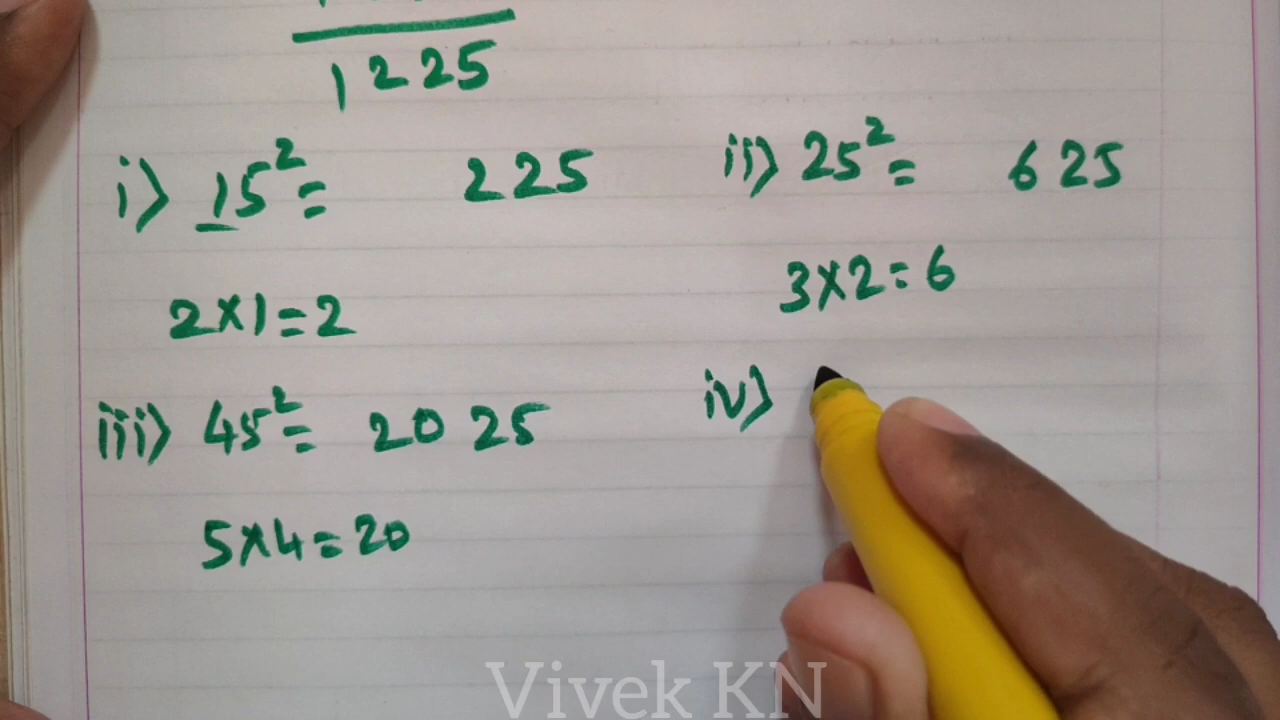 1225
i) 15² = 225
ii) 25² = 625
2×1=2
3×2=6
iii) 45² = 2025
iv)
5×4=20
Vivek KN